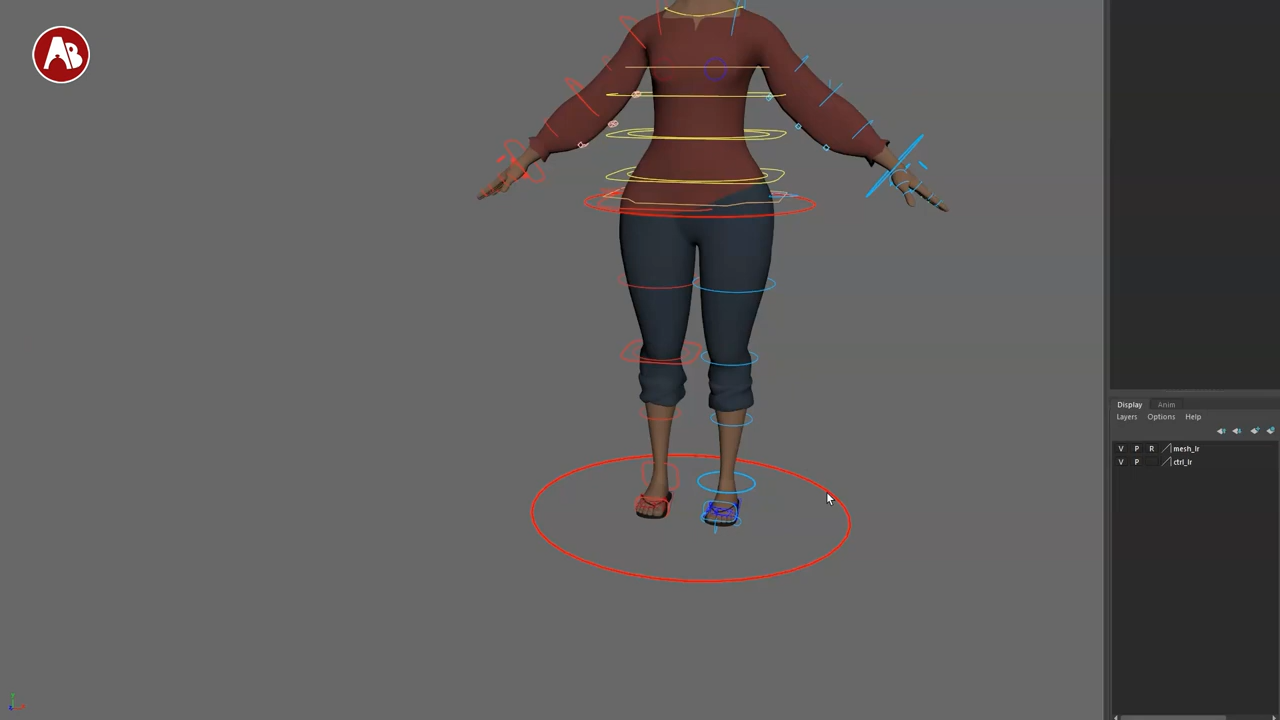 AB
Display Anim
Layers Options Help
V P R mesh_lr
V P ctrl_lr